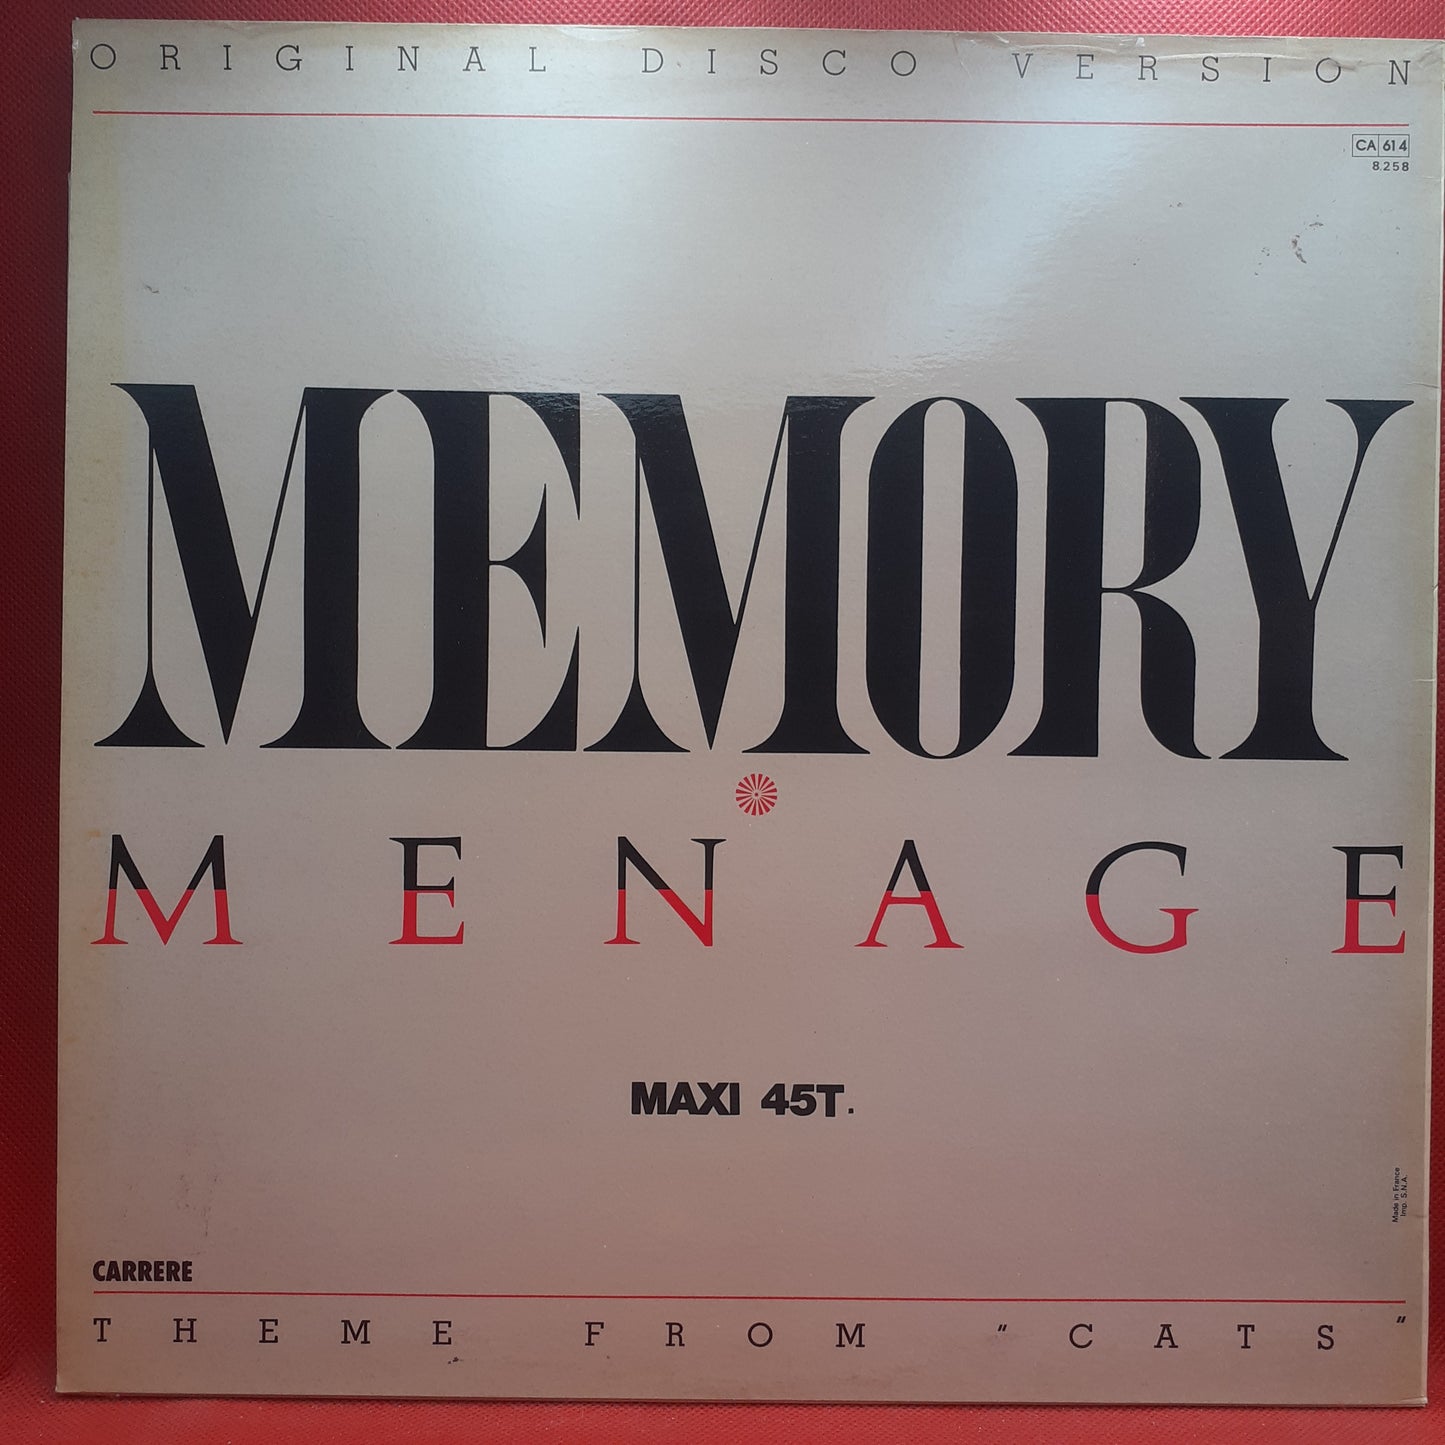 ORIGINAL DISCO VERSION
CA 614
8.258
MEMORY
MENAGE
MAXI 45T.
Made in France
Imp. S.N.A.
CARRERE
THEME FROM "CATS"